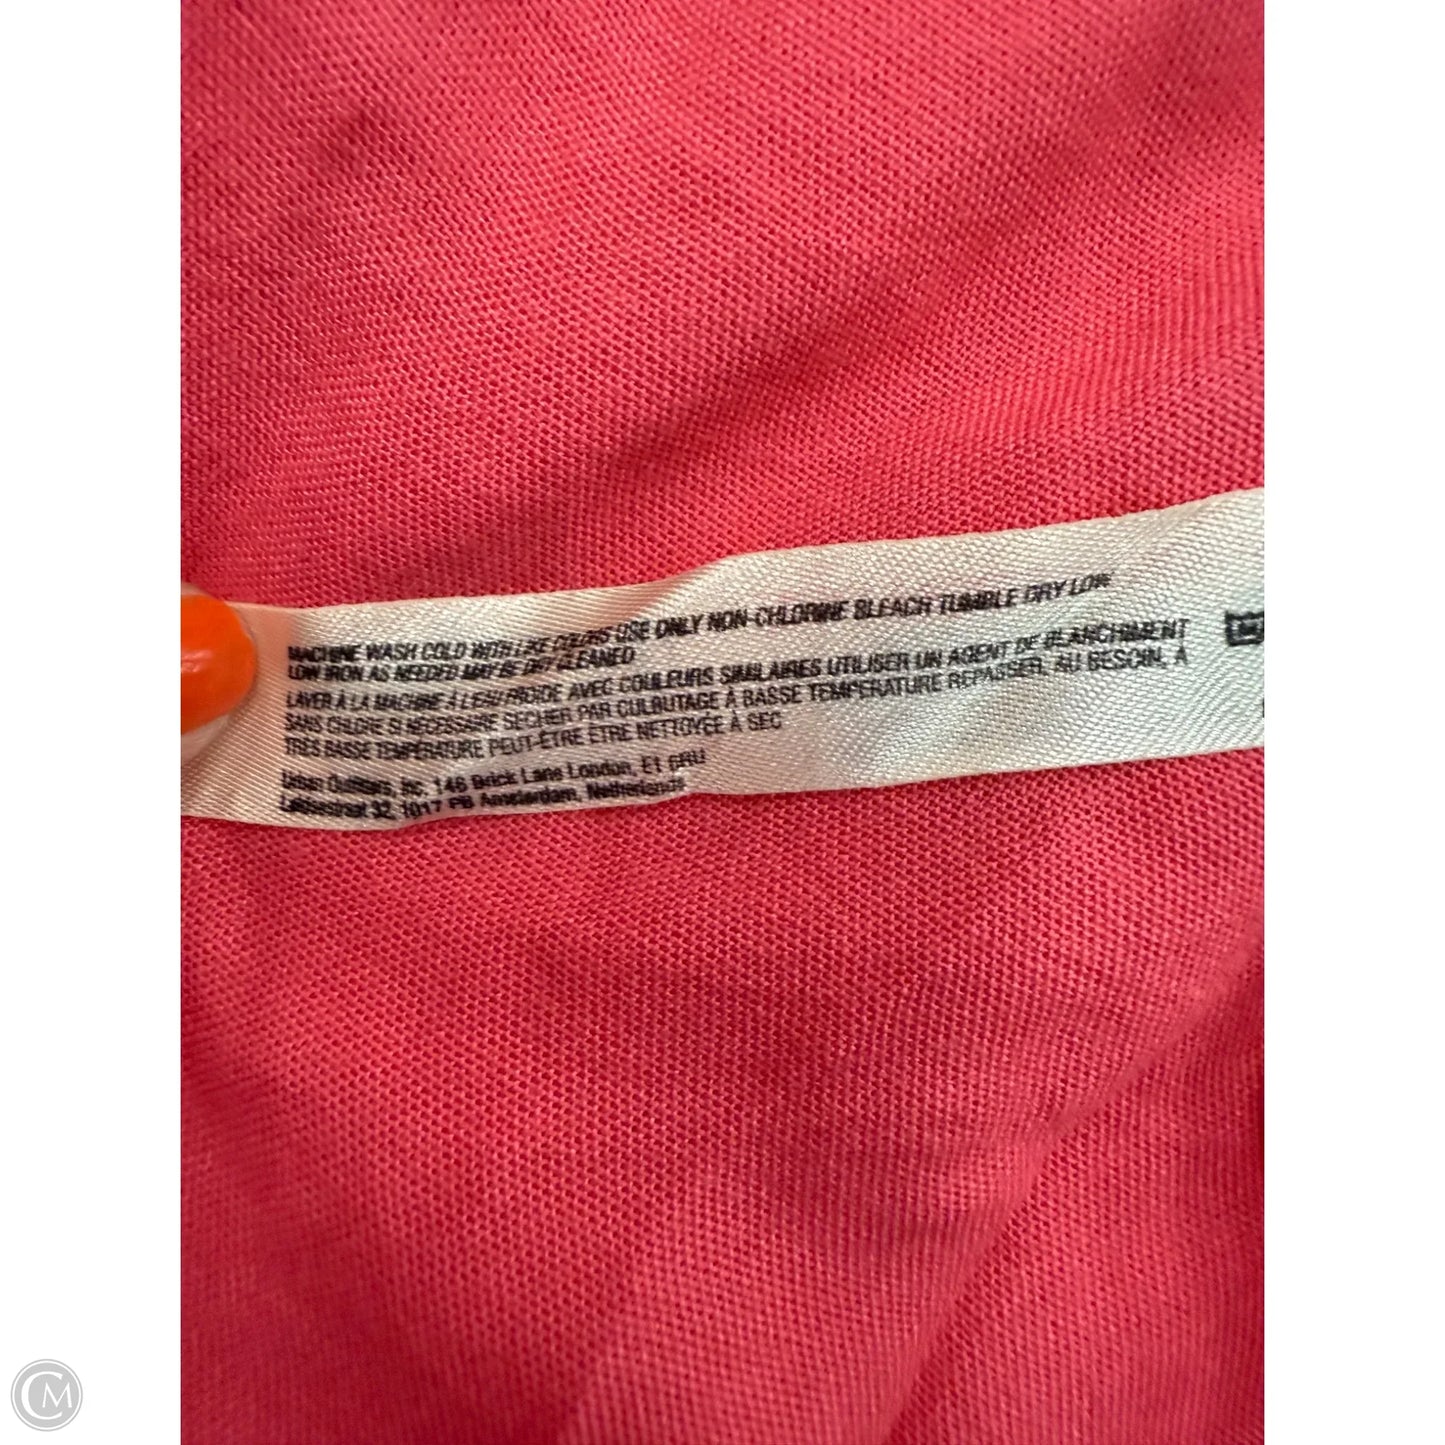 MACHINE WASH COLD WITH LIKE COLORS USE ONLY NON-CHLORINE BLEACH TUMBLE DRY LOW
LOW IRON AS NEEDED MAY BE DRY CLEANED
LAVER À LA MACHINE À L'EAU FROIDE AVEC COULEURS SIMILAIRES UTILISER UN AGENT DE BLANCHIMENT
SANS CHLORE SI NÉCESSAIRE SÉCHER PAR CULBUTAGE À BASSE TEMPÉRATURE REPASSER, AU BESOIN, À
TRÈS BASSE TEMPÉRATURE PEUT-ÊTRE ÊTRE NETTOYÉE À SEC
Urban Outfitters, Inc. 146 Brick Lane London, E1 6RU
Leidsestraat 32, 1017 PB Amsterdam, Netherlands
CM